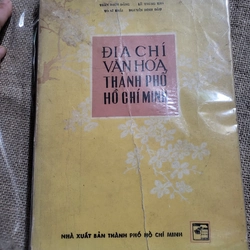 ĐỊA CHÍ
VĂN HÓA
THÀNH PHỐ
HỒ CHÍ MINH
NHÀ XUẤT BẢN THÀNH PHỐ HỒ CHÍ MINH